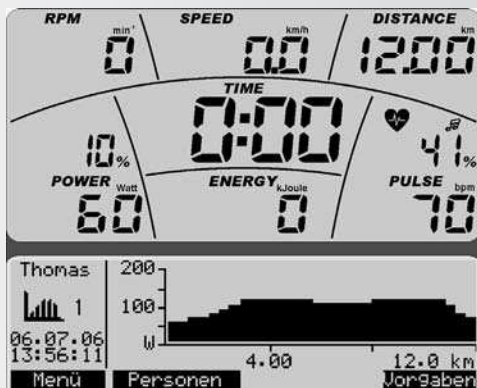 RPM SPEED DISTANCE
min⁻¹ km/h km
0 0.0 12.00
TIME
0:00
10% 41%
POWER Watt ENERGY kJoule PULSE bpm
60 0 70
Thomas
200
1 100
06.07.06
13:56:11 W
4.00 12.0 km
Menü Personen Vorgaben